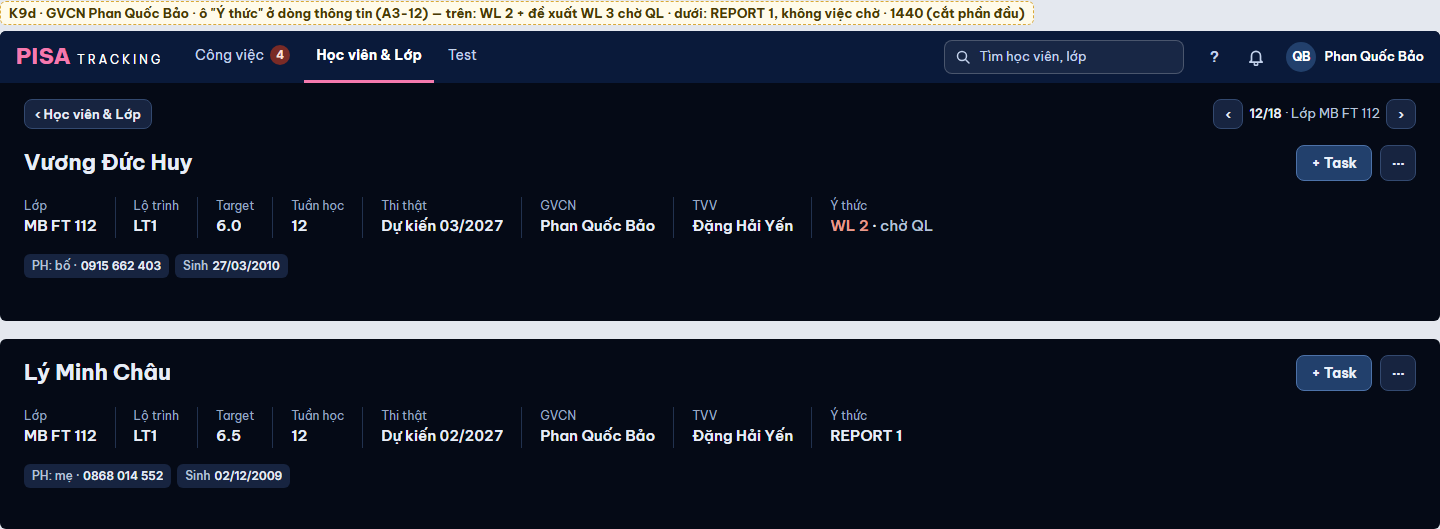 K9d · GVCN Phan Quốc Bảo · ô "Ý thức" ở dòng thông tin (A3-12) — trên: WL 2 + đề xuất WL 3 chờ QL · dưới: REPORT 1, không việc chờ · 1440 (cắt phần đầu)
PISA TRACKING Công việc 4 Học viên & Lớp Test Tìm học viên, lớp ? QB Phan Quốc Bảo
‹ Học viên & Lớp ‹ 12/18 · Lớp MB FT 112 ›
Vương Đức Huy + Task ···
Lớp Lộ trình Target Tuần học Thi thật GVCN TVV Ý thức
MB FT 112 LT1 6.0 12 Dự kiến 03/2027 Phan Quốc Bảo Đặng Hải Yến WL 2 · chờ QL
PH: bố · 0915 662 403 Sinh 27/03/2010
Lý Minh Châu + Task ···
Lớp Lộ trình Target Tuần học Thi thật GVCN TVV Ý thức
MB FT 112 LT1 6.5 12 Dự kiến 02/2027 Phan Quốc Bảo Đặng Hải Yến REPORT 1
PH: mẹ · 0868 014 552 Sinh 02/12/2009